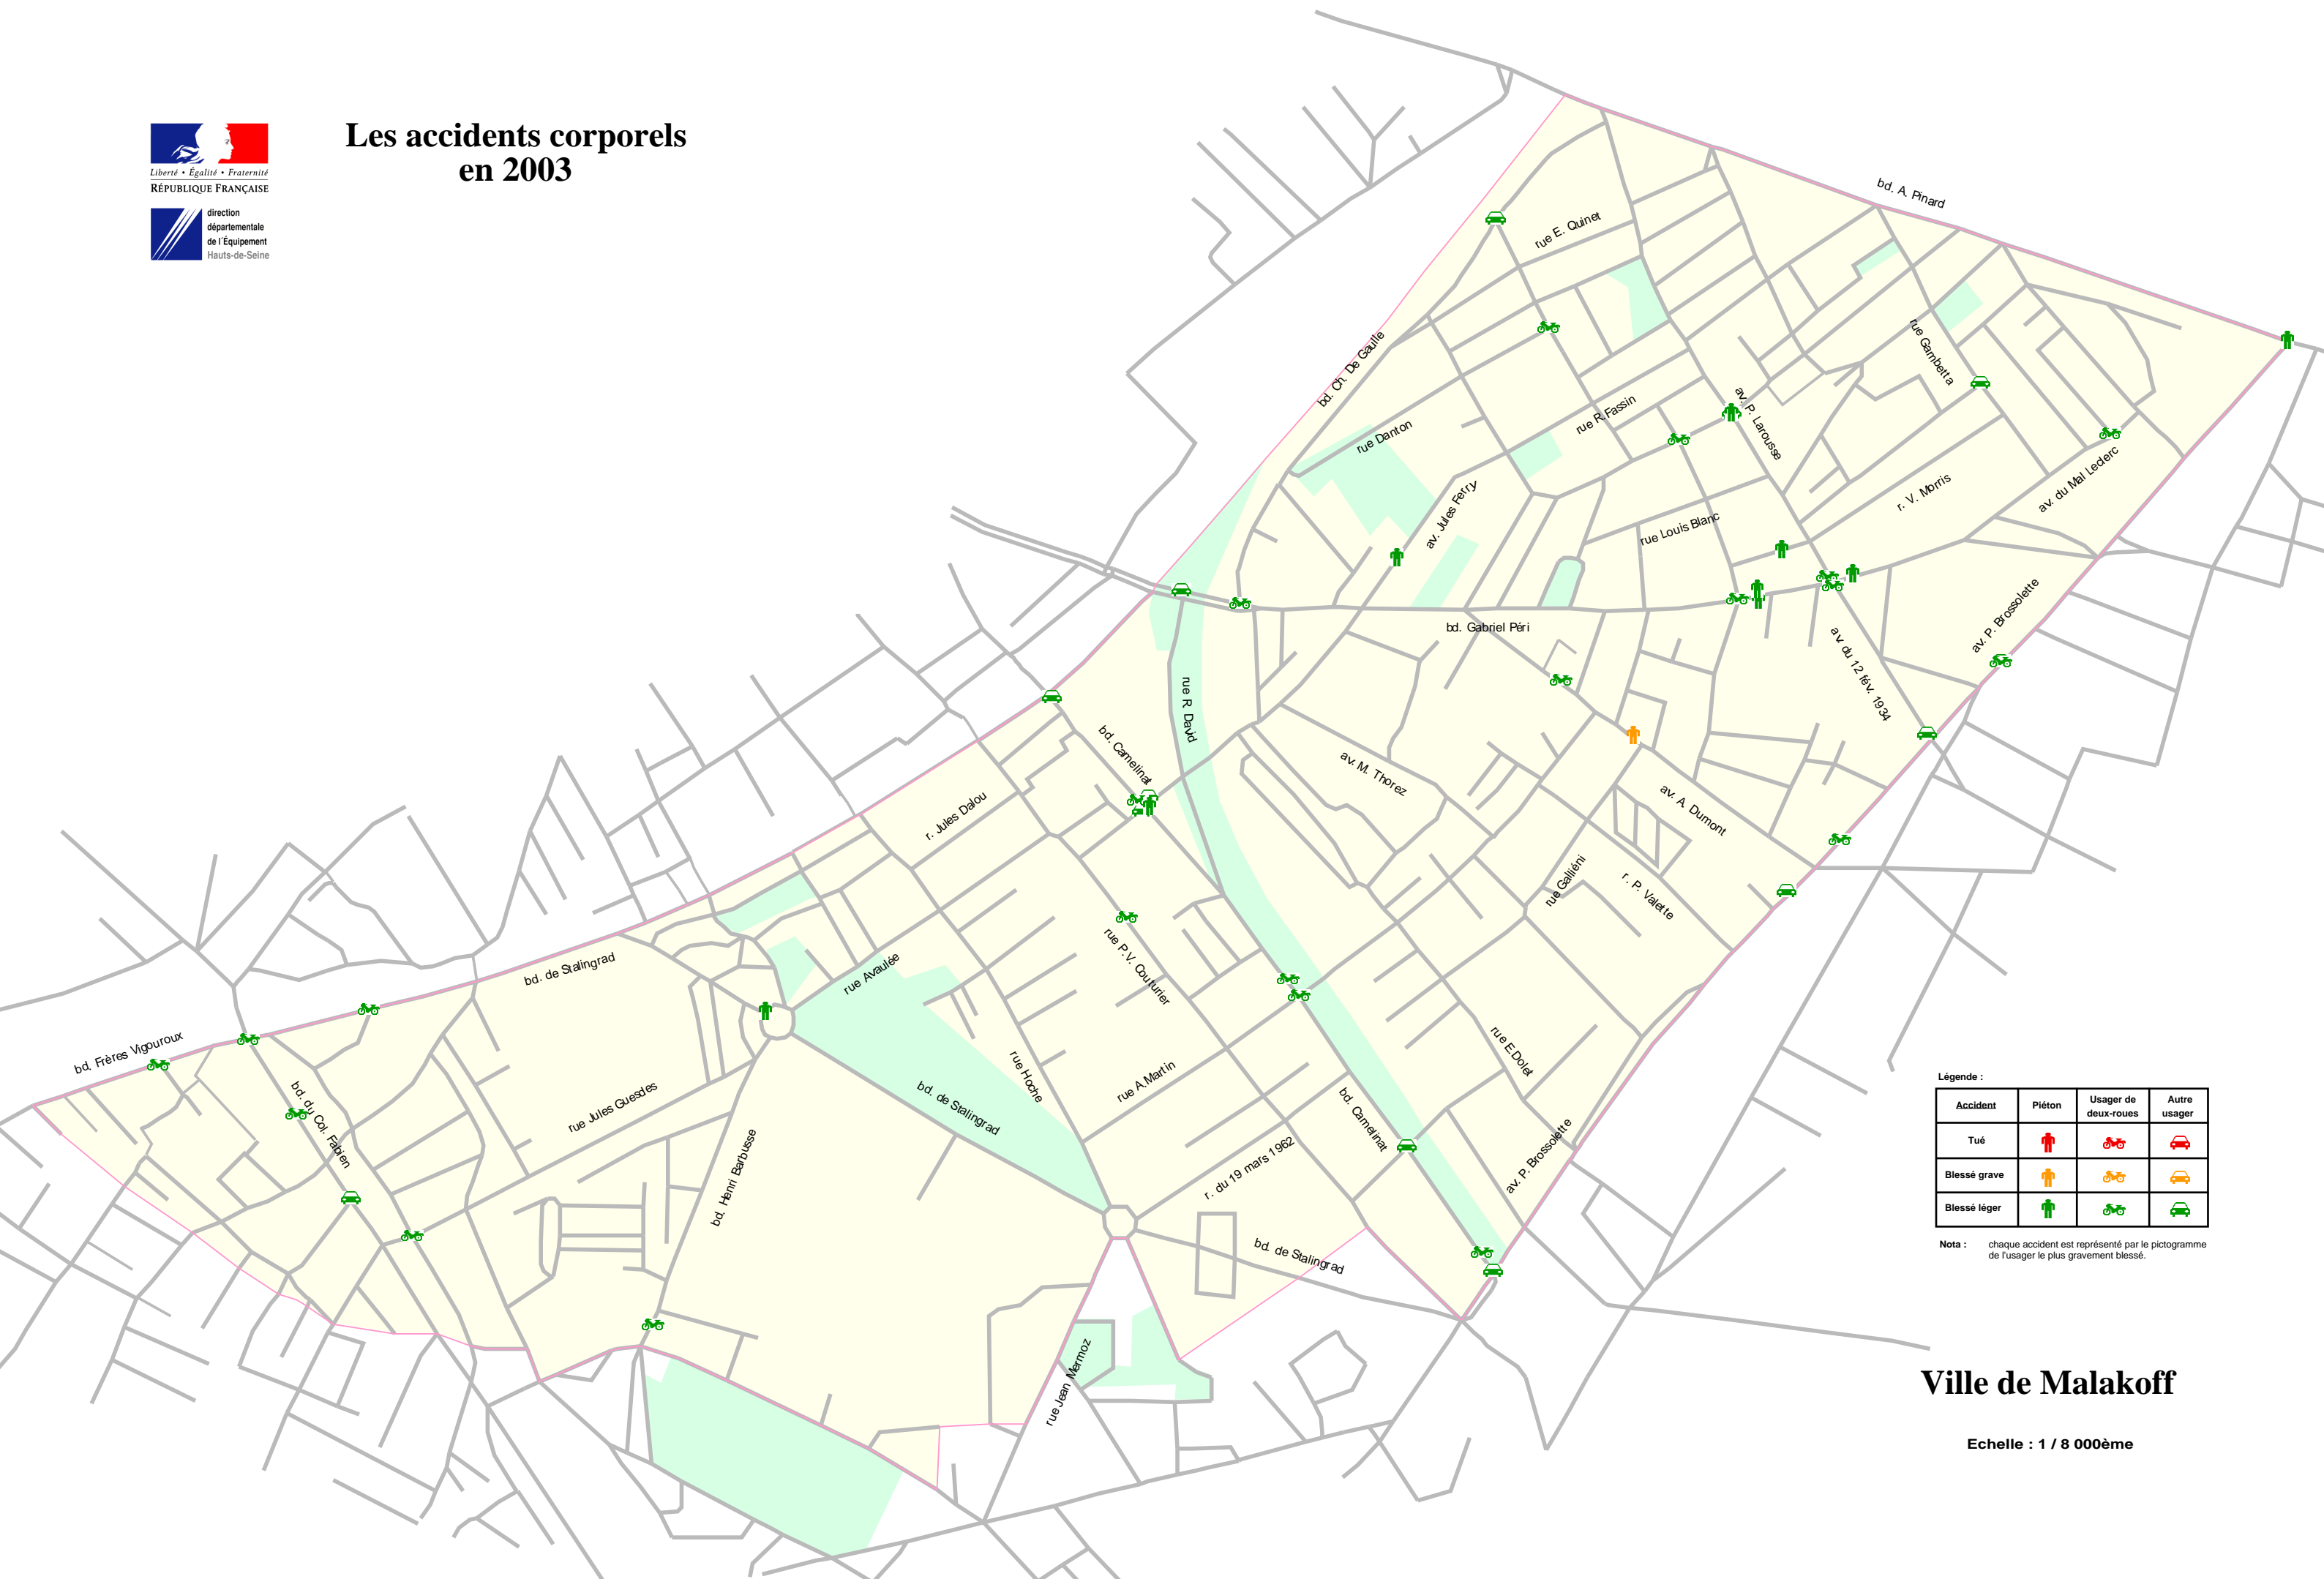 Les accidents corporels
en 2003
Liberté • Égalité • Fraternité
RÉPUBLIQUE FRANÇAISE
direction
départementale
de l'Équipement
Hauts-de-Seine
bd. A. Pinard
rue E. Quinet
bd. Ch. De Gaulle
rue Gambetta
rue R.Fassin
av. P. Larousse
rue Danton
av. du Mal Leclerc
r. V. Morris
av. Jules Ferry
rue Louis Blanc
av. P. Brossolette
bd. Gabriel Péri
av. du 12 fév. 1934
rue R. David
bd. Camelinat
av. M. Thorez
av. A. Dumont
r. Jules Dalou
rue Galliéni
r. P. Valette
rue P.V. Couturier
rue Avaulée
bd. de Stalingrad
bd. Frères Vigouroux
rue E.Dolet
rue Hoche
rue A.Martin
bd. du Col. Fabien
rue Jules Guesdes
bd. de Stalingrad
bd. Camelinat
av. P. Brossolette
bd. Henri Barbusse
r. du 19 mars 1962
bd. de Stalingrad
rue Jean Mermoz
Légende :
Accident
Piéton
Usager de
deux-roues
Autre
usager
Tué
Blessé grave
Blessé léger
Nota : chaque accident est représenté par le pictogramme
de l'usager le plus gravement blessé.
Ville de Malakoff
Echelle : 1 / 8 000ème